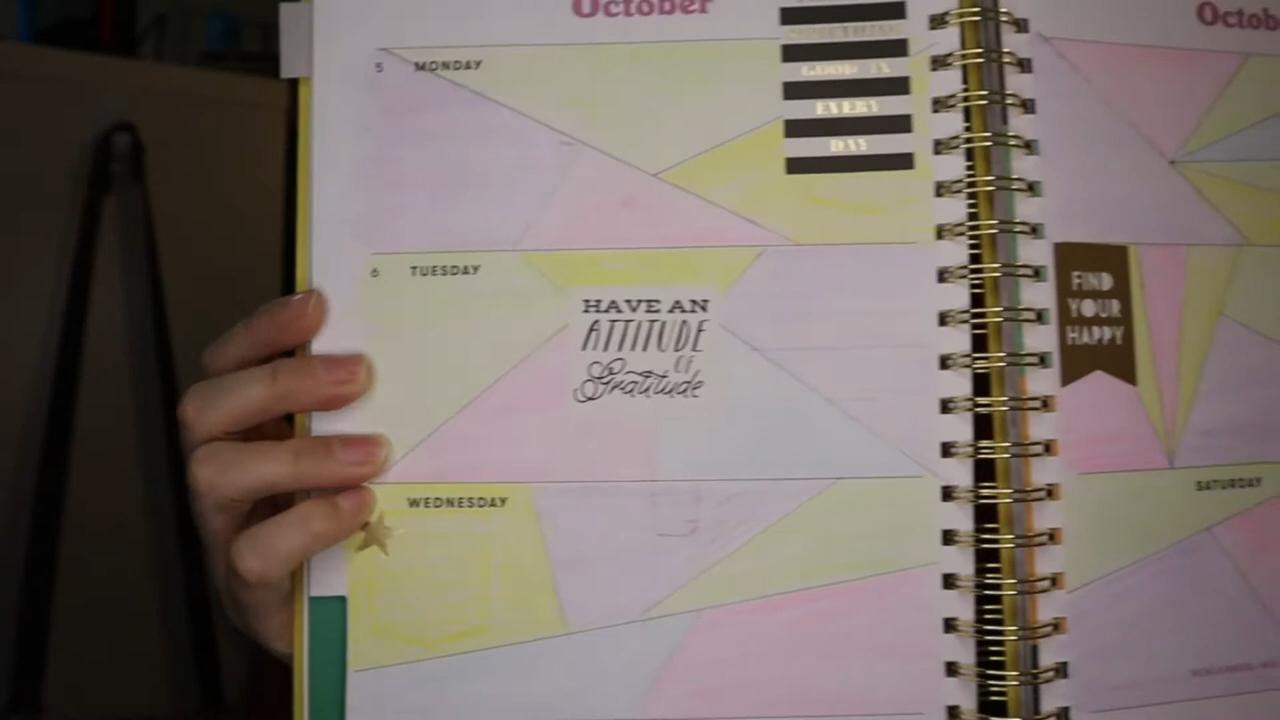 October
5 MONDAY
GOOD IN
EVERY
DAY
6 TUESDAY
HAVE AN
ATTITUDE
OF
Gratitude
WEDNESDAY
Octob
FIND
YOUR
HAPPY
SATURDAY